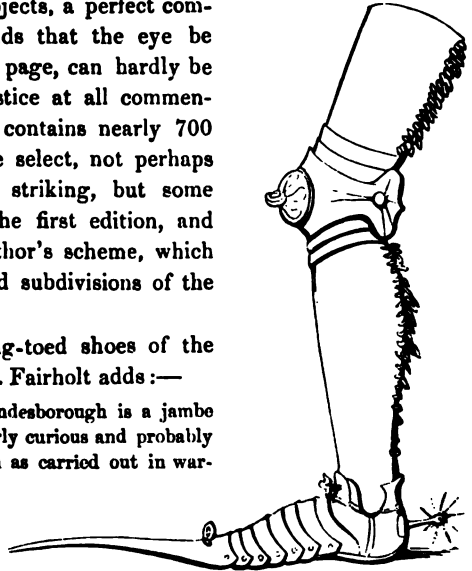 jects, a perfect com-
ds that the eye be
page, can hardly be
stice at all commen-
contains nearly 700
select, not perhaps
striking, but some
he first edition, and
thor's scheme, which
d subdivisions of the
g-toed shoes of the
. Fairholt adds:—
ndesborough is a jambe
rly curious and probably
as carried out in war-